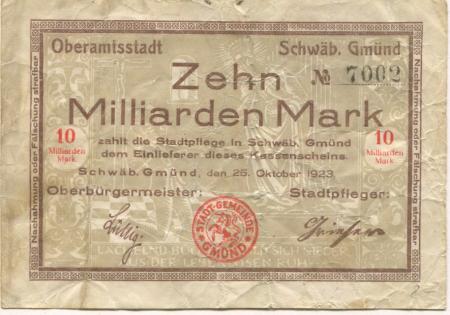 Oberamtsstadt Schwäb. Gmünd
Zehn
№ 7002
Milliarden Mark
10
Milliarden
Mark.
10
Milliarden
Mark.
zahlt die Stadtpflege in Schwäb. Gmünd
dem Einlieferer dieses Kassenscheins.
Schwäb. Gmünd, den 25. Oktober 1923.
Oberbürgermeister: Stadtpfleger:
STADT-GEMEINDE
GMÜND
Nachahmung oder Fälschung strafbar
Nachahmung oder Fälschung strafbar